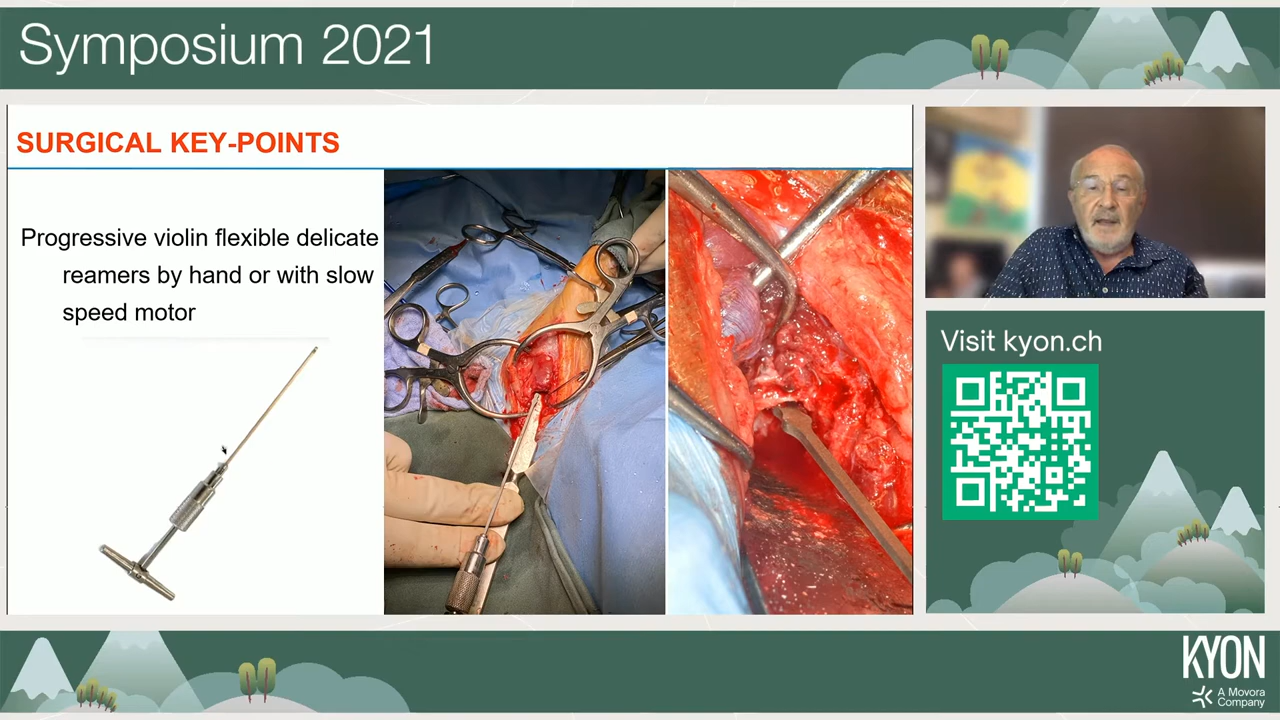 Symposium 2021
SURGICAL KEY-POINTS
Progressive violin flexible delicate
reamers by hand or with slow
speed motor
Visit kyon.ch
KYON
A Movora
Company